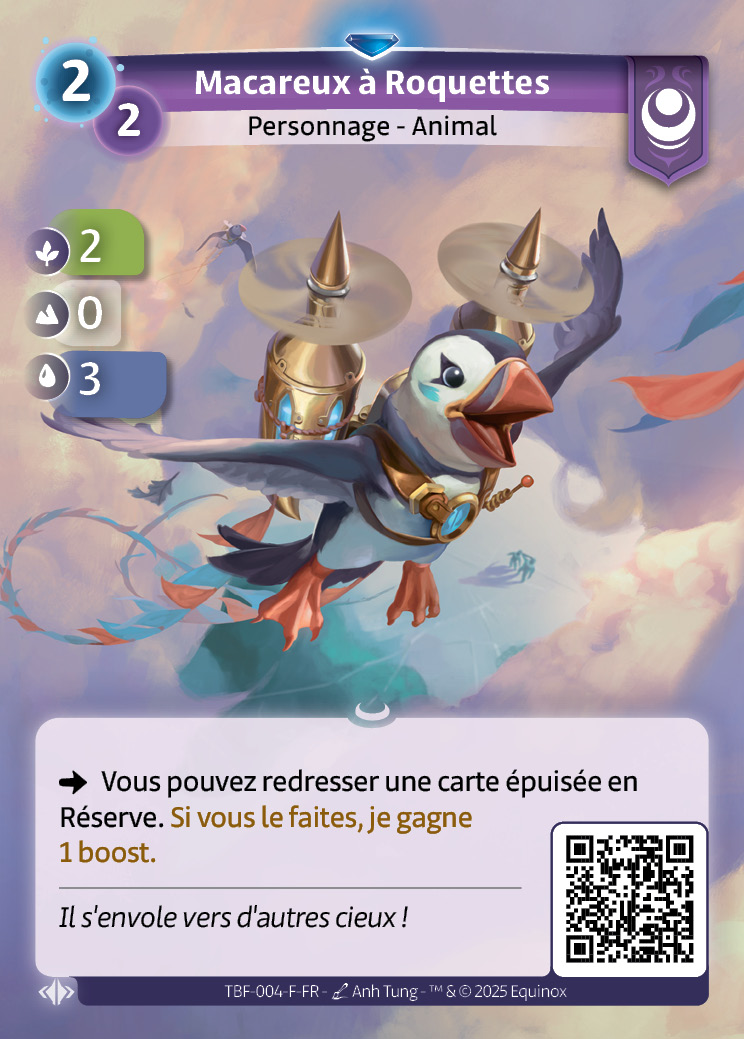 2
Macareux à Roquettes
2
Personnage - Animal
2
0
3
Vous pouvez redresser une carte épuisée en
Réserve. Si vous le faites, je gagne
1 boost.
Il s'envole vers d'autres cieux !
TBF-004-F-FR - Anh Tung - ™ & © 2025 Equinox